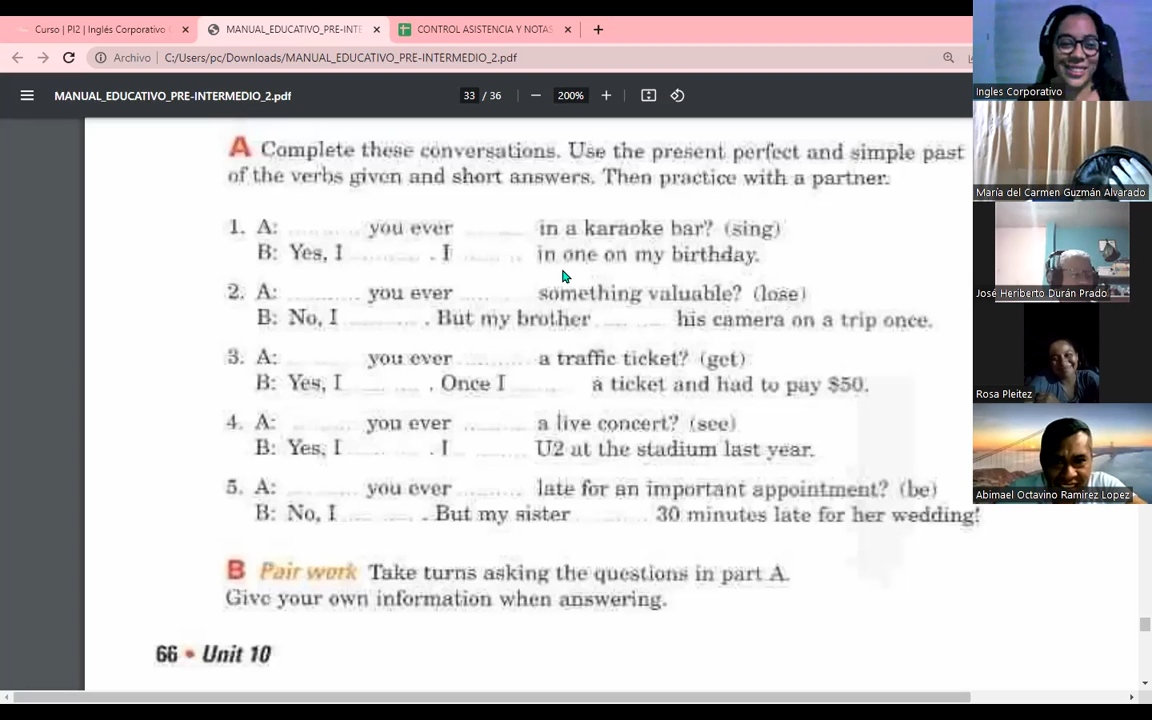 Curso | PI2 | Inglés Corporativo
MANUAL_EDUCATIVO_PRE-INTE
CONTROL ASISTENCIA Y NOTAS
Archivo
C:/Users/pc/Downloads/MANUAL_EDUCATIVO_PRE-INTERMEDIO_2.pdf
MANUAL_EDUCATIVO_PRE-INTERMEDIO_2.pdf
33 / 36
200%
A Complete these conversations. Use the present perfect and simple past
of the verbs given and short answers. Then practice with a partner.
1. A: ........ you ever ........ in a karaoke bar? (sing)
B: Yes, I ........ . I ........ in one on my birthday.
2. A: ........ you ever ........ something valuable? (lose)
B: No, I ........ . But my brother ........ his camera on a trip once.
3. A: ........ you ever ........ a traffic ticket? (get)
B: Yes, I ........ . Once I ........ a ticket and had to pay $50.
4. A: ........ you ever ........ a live concert? (see)
B: Yes, I ........ . I ........ U2 at the stadium last year.
5. A: ........ you ever ........ late for an important appointment? (be)
B: No, I ........ . But my sister ........ 30 minutes late for her wedding!
B Pair work Take turns asking the questions in part A.
Give your own information when answering.
66 • Unit 10
Ingles Corporativo
María del Carmen Guzmán Alvarado
José Heriberto Durán Prado
Rosa Pleitez
Abimael Octavino Ramirez Lopez